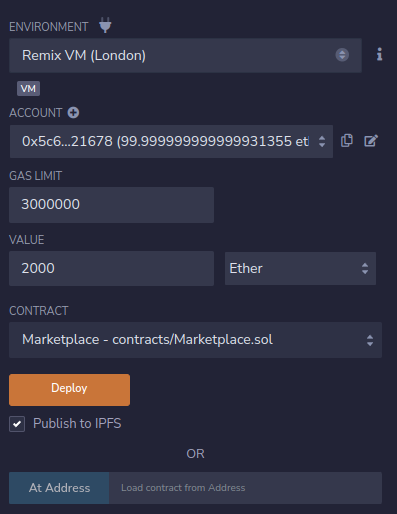 ENVIRONMENT
Remix VM (London)
VM
ACCOUNT
0x5c6...21678 (99.999999999999931355 et
GAS LIMIT
3000000
VALUE
2000 Ether
CONTRACT
Marketplace - contracts/Marketplace.sol
Deploy
Publish to IPFS
OR
At Address Load contract from Address